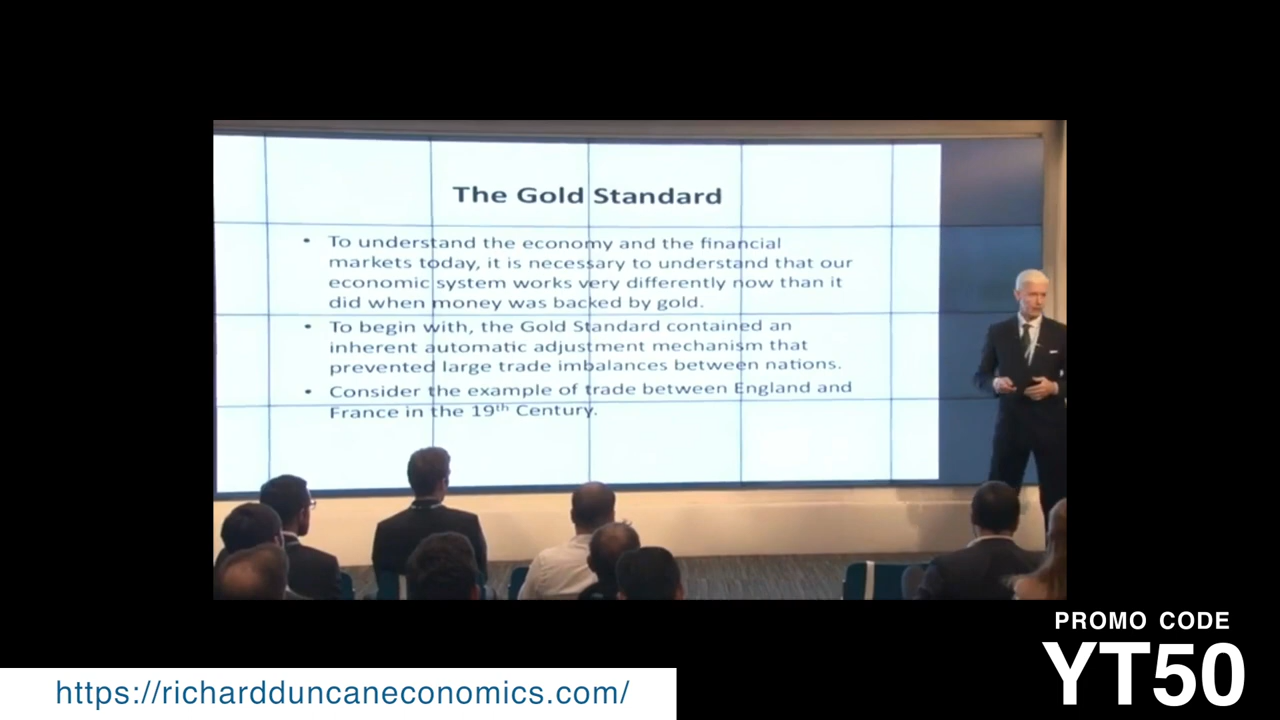 The Gold Standard
• To understand the economy and the financial
markets today, it is necessary to understand that our
economic system works very differently now than it
did when money was backed by gold.
• To begin with, the Gold Standard contained an
inherent automatic adjustment mechanism that
prevented large trade imbalances between nations.
• Consider the example of trade between England and
France in the 19th Century.
PROMO CODE
YT50
https://richardduncaneconomics.com/